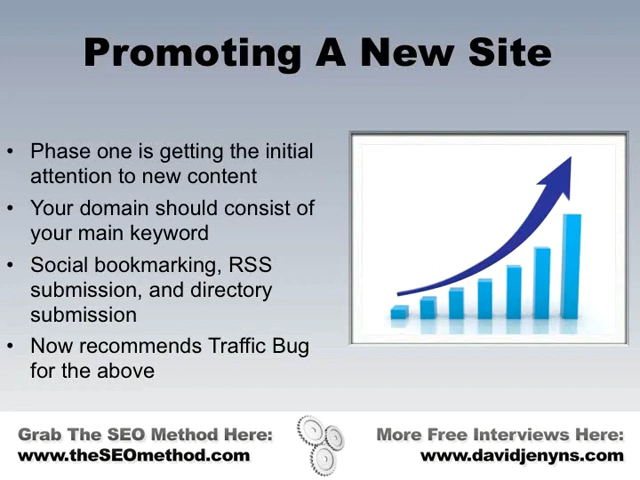 Promoting A New Site
• Phase one is getting the initial
attention to new content
• Your domain should consist of
your main keyword
• Social bookmarking, RSS
submission, and directory
submission
• Now recommends Traffic Bug
for the above
Grab The SEO Method Here:
www.theSEOmethod.com
More Free Interviews Here:
www.davidjenyns.com